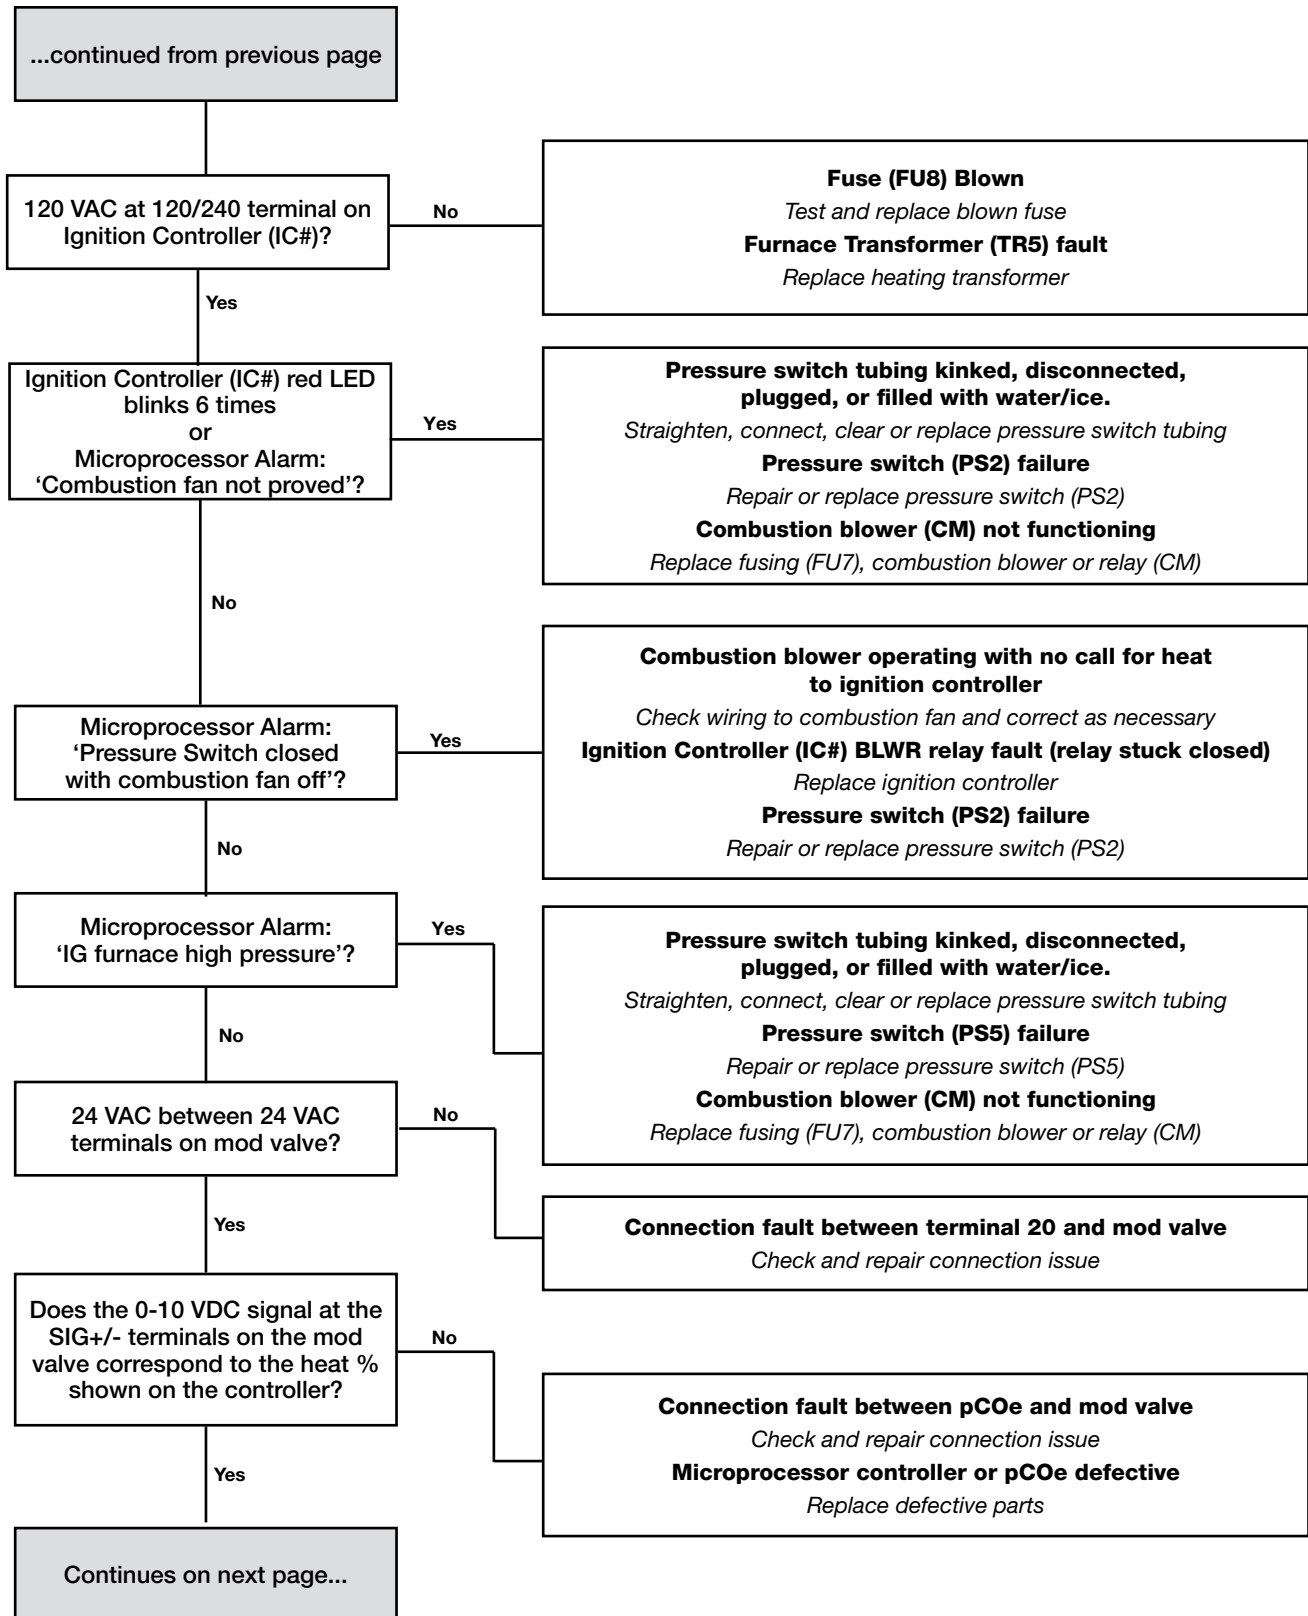 ...continued from previous page
120 VAC at 120/240 terminal on
Ignition Controller (IC#)?
No
Fuse (FU8) Blown
Test and replace blown fuse
Furnace Transformer (TR5) fault
Replace heating transformer
Yes
Ignition Controller (IC#) red LED
blinks 6 times
or
Microprocessor Alarm:
‘Combustion fan not proved’?
Yes
Pressure switch tubing kinked, disconnected,
plugged, or filled with water/ice.
Straighten, connect, clear or replace pressure switch tubing
Pressure switch (PS2) failure
Repair or replace pressure switch (PS2)
Combustion blower (CM) not functioning
Replace fusing (FU7), combustion blower or relay (CM)
No
Microprocessor Alarm:
‘Pressure Switch closed
with combustion fan off’?
Yes
Combustion blower operating with no call for heat
to ignition controller
Check wiring to combustion fan and correct as necessary
Ignition Controller (IC#) BLWR relay fault (relay stuck closed)
Replace ignition controller
Pressure switch (PS2) failure
Repair or replace pressure switch (PS2)
No
Microprocessor Alarm:
‘IG furnace high pressure’?
Yes
Pressure switch tubing kinked, disconnected,
plugged, or filled with water/ice.
Straighten, connect, clear or replace pressure switch tubing
Pressure switch (PS5) failure
Repair or replace pressure switch (PS5)
Combustion blower (CM) not functioning
Replace fusing (FU7), combustion blower or relay (CM)
No
24 VAC between 24 VAC
terminals on mod valve?
No
Connection fault between terminal 20 and mod valve
Check and repair connection issue
Yes
Does the 0-10 VDC signal at the
SIG+/- terminals on the mod
valve correspond to the heat %
shown on the controller?
No
Connection fault between pCOe and mod valve
Check and repair connection issue
Microprocessor controller or pCOe defective
Replace defective parts
Yes
Continues on next page...